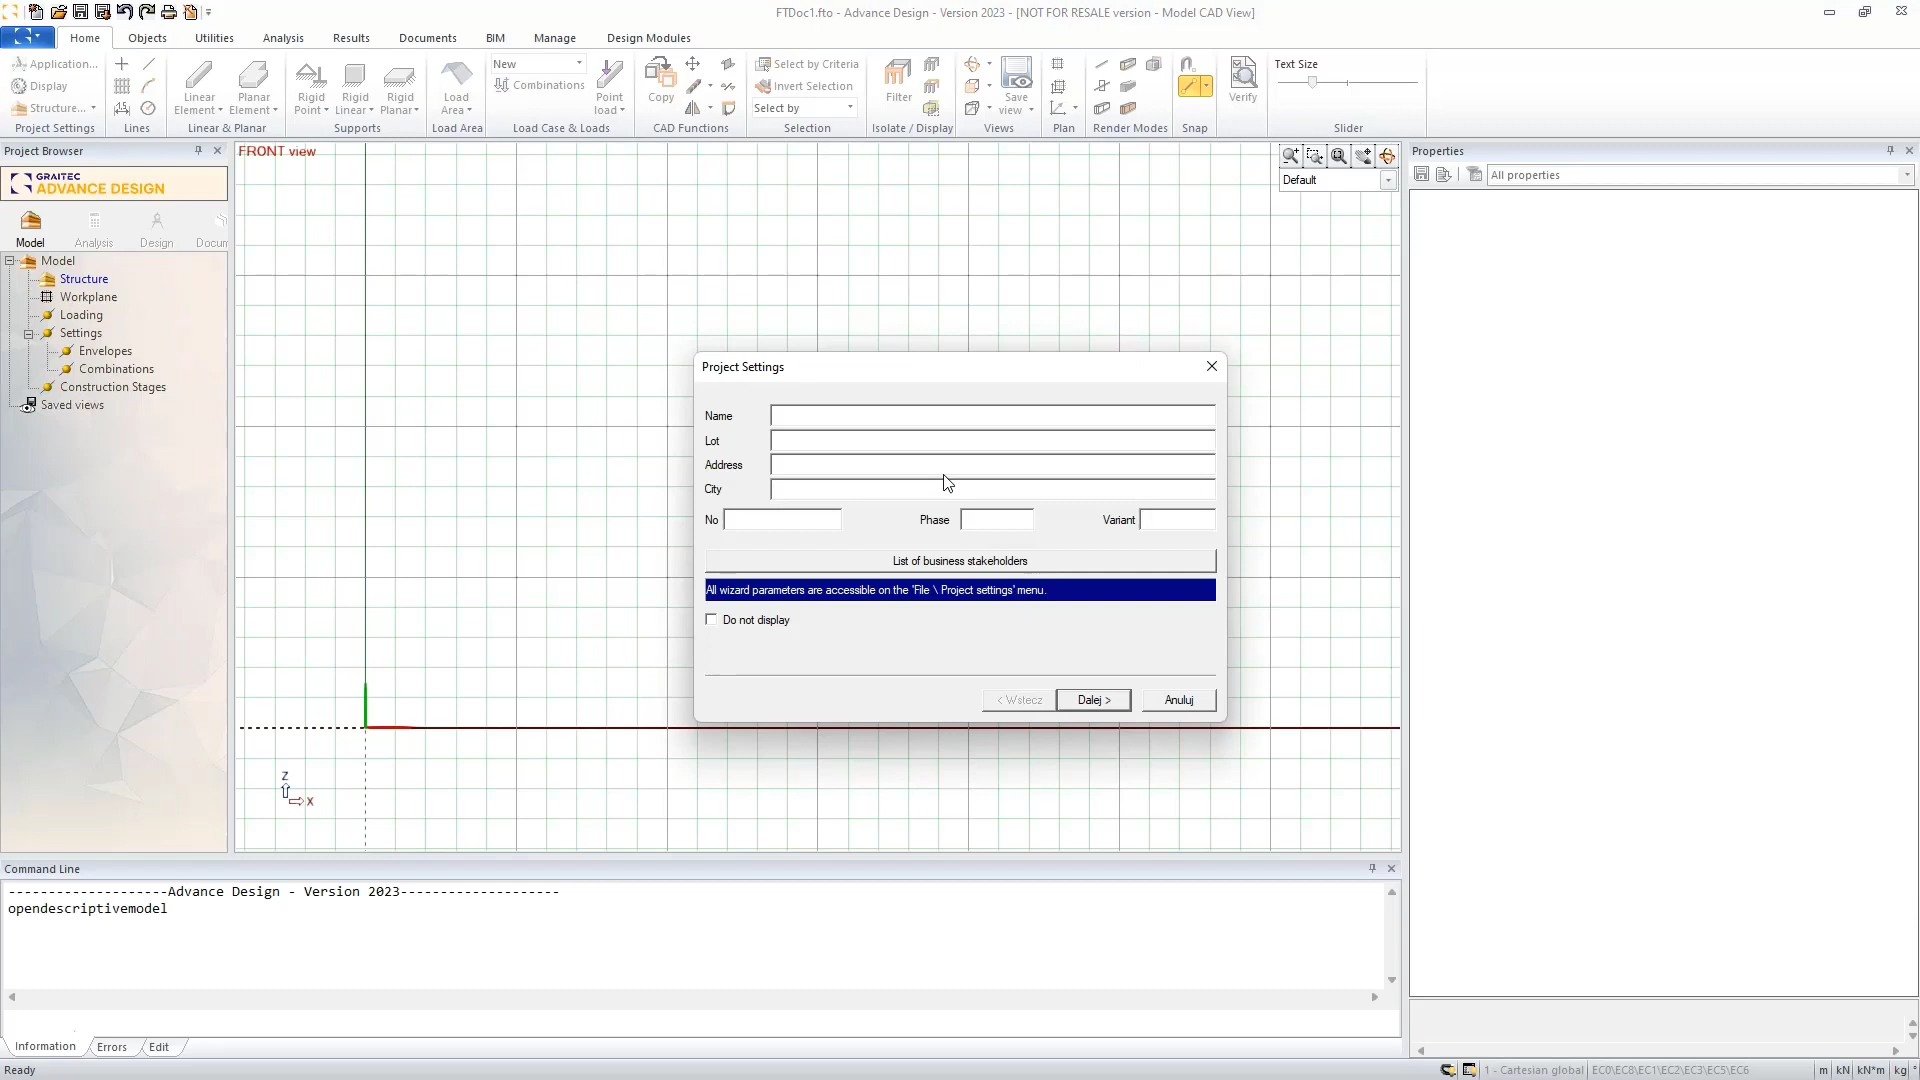 FTDoc1.fto - Advance Design - Version 2023 - [NOT FOR RESALE version - Model CAD View]
Home Objects Utilities Analysis Results Documents BIM Manage Design Modules
Application...
Display
Structure...
Project Settings
Lines
Linear Element
Planar Element
Linear & Planar
Rigid Point
Rigid Linear
Rigid Planar
Supports
Load Area
Load Area
New
Combinations
Point load
Load Case & Loads
Copy
CAD Functions
Select by Criteria
Invert Selection
Select by
Selection
Filter
Isolate / Display
Save view
Views
Plan
Render Modes
Snap
Verify
Text Size
Slider
Project Browser
GRAITEC
ADVANCE DESIGN
Model Analysis Design Docum
Model
Structure
Workplane
Loading
Settings
Envelopes
Combinations
Construction Stages
Saved views
FRONT view
Default
Z
X
Project Settings
Name
Lot
Address
City
No Phase Variant
List of business stakeholders
All wizard parameters are accessible on the 'File \ Project settings' menu.
Do not display
< Wstecz Dalej > Anuluj
Properties
All properties
Command Line
--------------------Advance Design - Version 2023--------------------
opendescriptivemodel
Information Errors Edit
Ready
1 - Cartesian global
EC0\EC8\EC1\EC2\EC3\EC5\EC6
m kN kN*m kg °